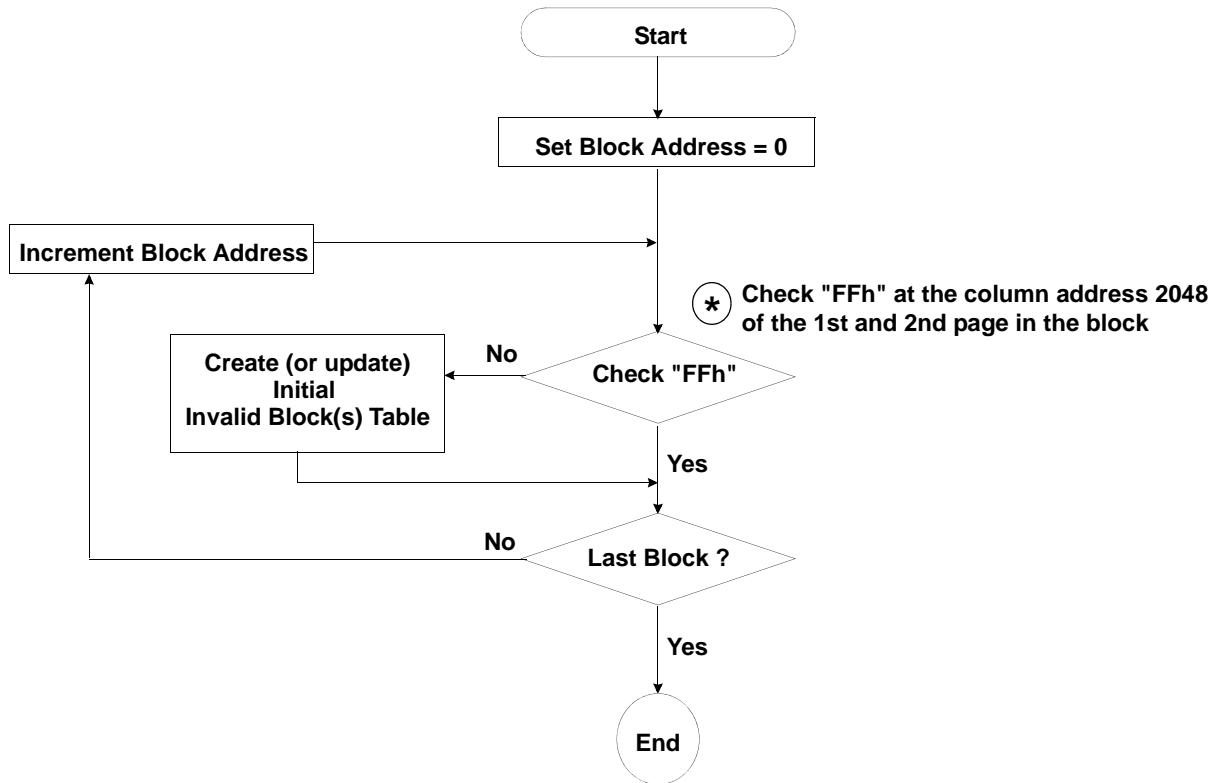 Start
Set Block Address = 0
Increment Block Address
* Check "FFh" at the column address 2048
of the 1st and 2nd page in the block
Create (or update)
Initial
Invalid Block(s) Table
No
Check "FFh"
Yes
No
Last Block ?
Yes
End